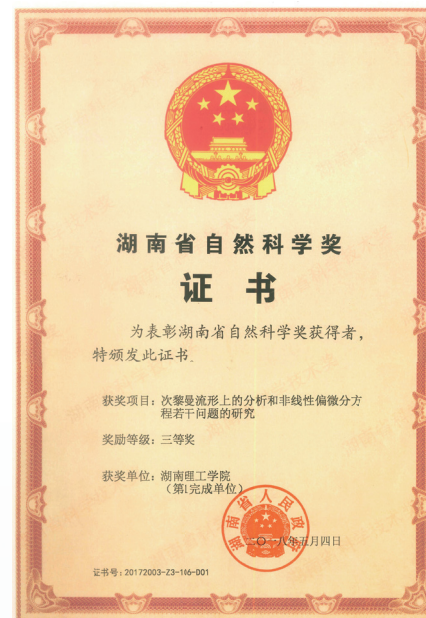 湖南省自然科学奖
证书
为表彰湖南省自然科学奖获得者，
特颁发此证书。
获奖项目：次黎曼流形上的分析和非线性偏微分方
程若干问题的研究
奖励等级：三等奖
获奖单位：湖南理工学院
（第1完成单位）
湖南省人民政府
二〇一八年五月四日
证书号：20172003-Z3-146-D01